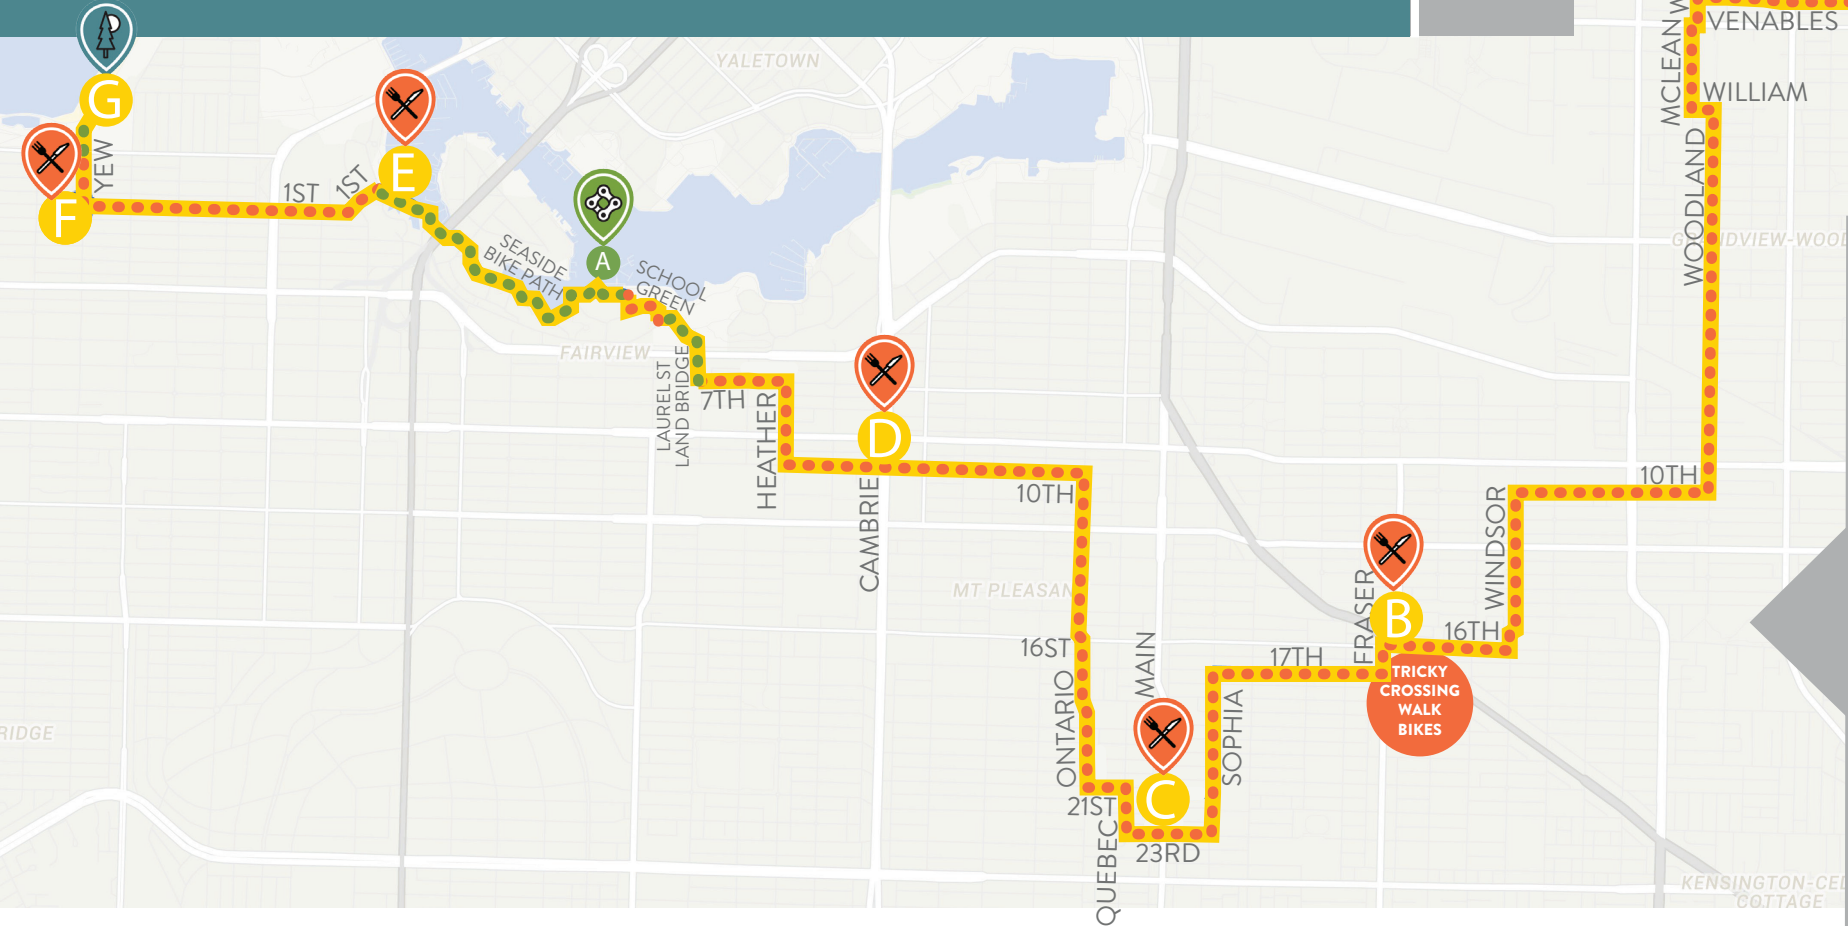 MCLEAN
VENABLES
YALETOWN
WILLIAM
G
E
YEW
1ST
1ST
F
WOODLAND
SEASIDE
BIKE PATH
A
SCHOOL
GREEN
FAIRVIEW
LAUREL ST
LAND BRIDGE
7TH
HEATHER
D
CAMBRIE
10TH
10TH
WINDSOR
MT PLEASAN
FRASER
B
16TH
16ST
MAIN
17TH
TRICKY
CROSSING
WALK
BIKES
ONTARIO
SOPHIA
RIDGE
21ST
C
QUEBEC
23RD
KENSINGTON-CE
COTTAGE